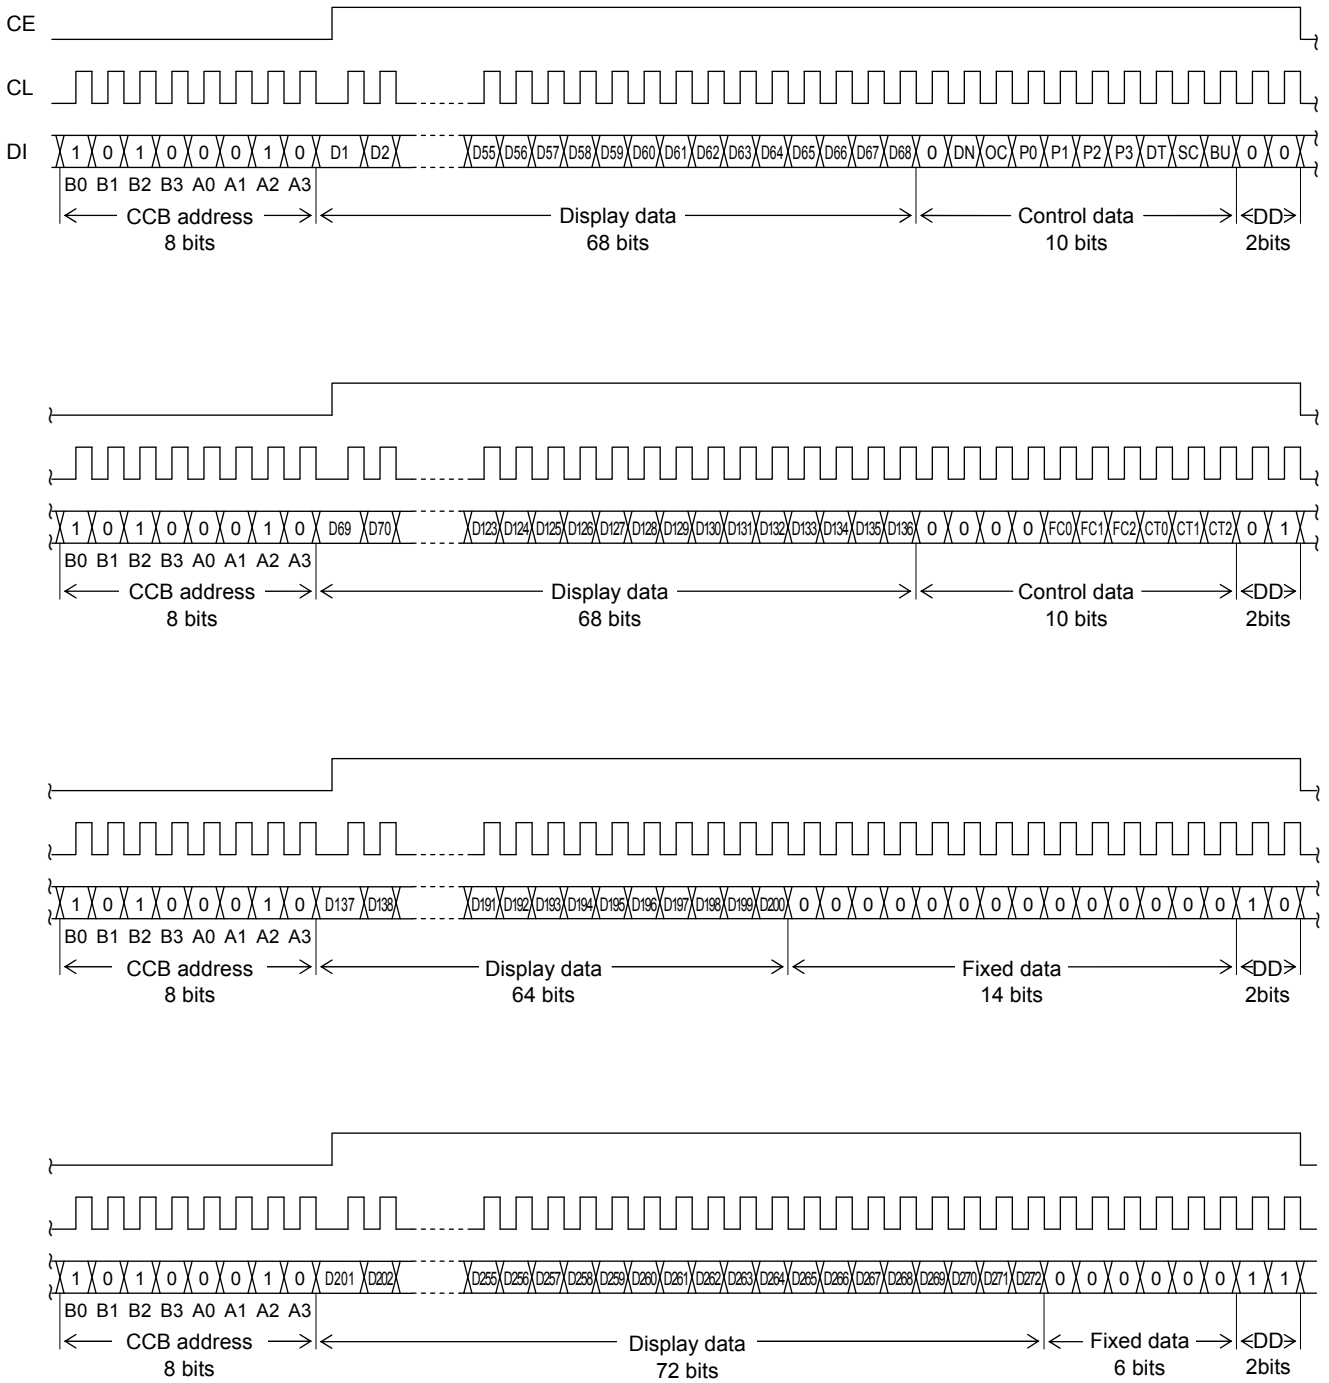 CE
CL
DI 1 0 1 0 0 0 1 0 D1 D2 D55 D56 D57 D58 D59 D60 D61 D62 D63 D64 D65 D66 D67 D68 0 DN OC P0 P1 P2 P3 DT SC BU 0 0
B0 B1 B2 B3 A0 A1 A2 A3
CCB address Display data Control data DD
8 bits 68 bits 10 bits 2bits
1 0 1 0 0 0 1 0 D69 D70 D123 D124 D125 D126 D127 D128 D129 D130 D131 D132 D133 D134 D135 D136 0 0 0 0 FC0 FC1 FC2 CT0 CT1 CT2 0 1
B0 B1 B2 B3 A0 A1 A2 A3
CCB address Display data Control data DD
8 bits 68 bits 10 bits 2bits
1 0 1 0 0 0 1 0 D137 D138 D191 D192 D193 D194 D195 D196 D197 D198 D199 D200 0 0 0 0 0 0 0 0 0 0 0 0 0 0 1 0
B0 B1 B2 B3 A0 A1 A2 A3
CCB address Display data Fixed data DD
8 bits 64 bits 14 bits 2bits
1 0 1 0 0 0 1 0 D201 D202 D255 D256 D257 D258 D259 D260 D261 D262 D263 D264 D265 D266 D267 D268 D269 D270 D271 D272 0 0 0 0 0 0 1 1
B0 B1 B2 B3 A0 A1 A2 A3
CCB address Display data Fixed data DD
8 bits 72 bits 6 bits 2bits